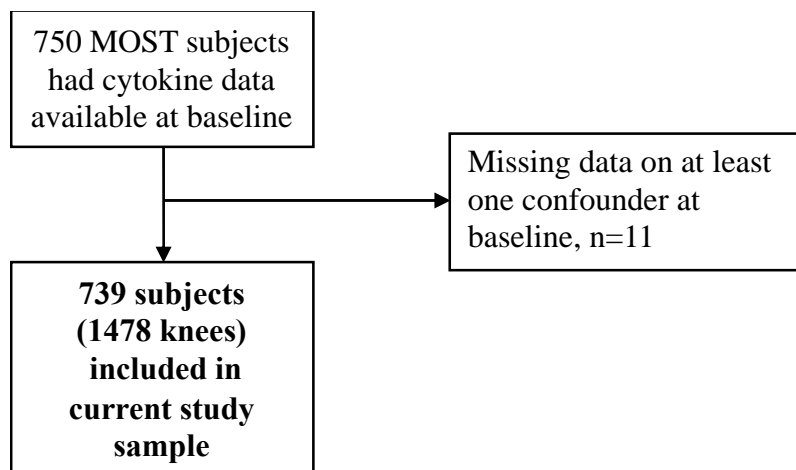 750 MOST subjects
had cytokine data
available at baseline
Missing data on at least
one confounder at
baseline, n=11
739 subjects
(1478 knees)
included in
current study
sample